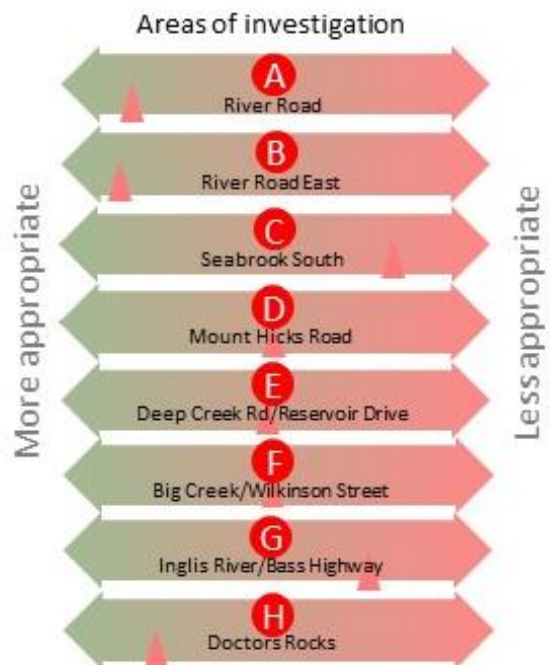 Areas of investigation
More appropriate
Less appropriate
A
River Road
B
River Road East
C
Seabrook South
D
Mount Hicks Road
E
Deep Creek Rd/Reservoir Drive
F
Big Creek/Wilkinson Street
G
Inglis River/Bass Highway
H
Doctors Rocks